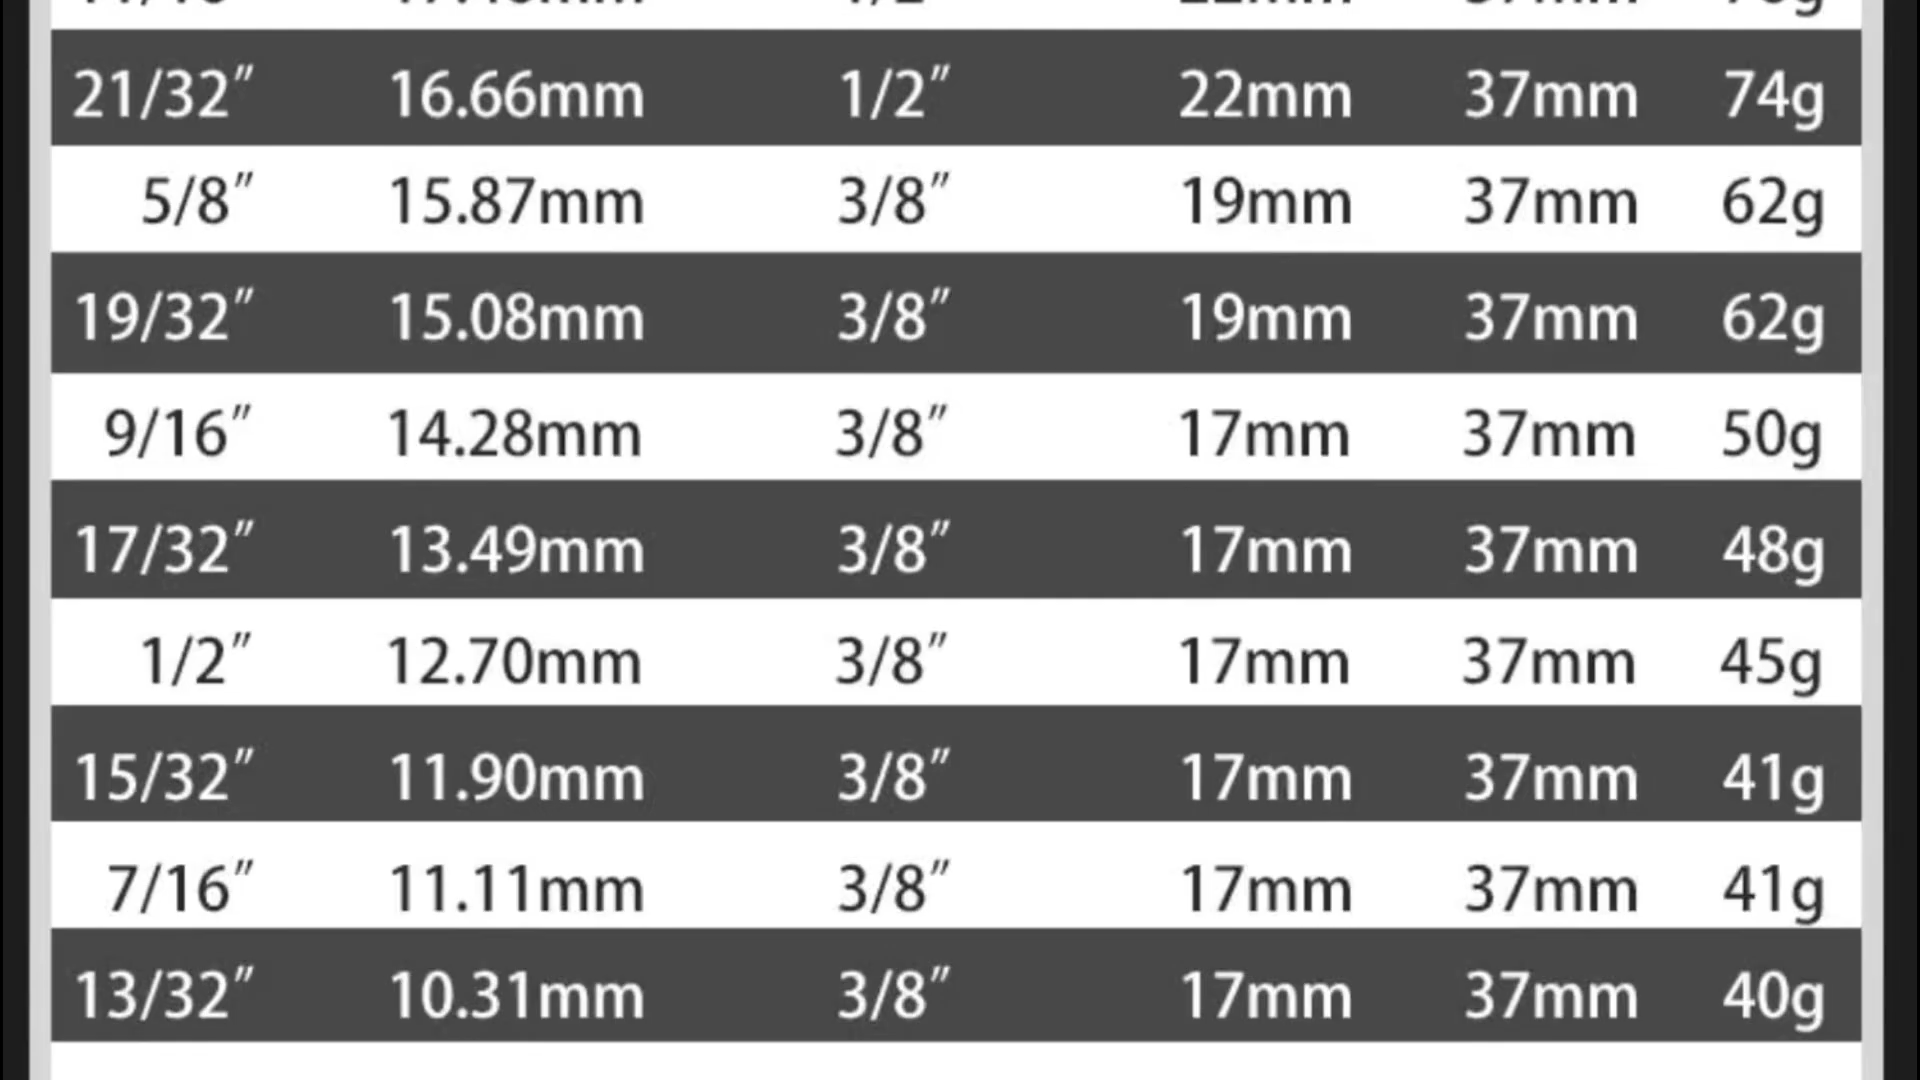 21/32″ 16.66mm 1/2″ 22mm 37mm 74g
5/8″ 15.87mm 3/8″ 19mm 37mm 62g
19/32″ 15.08mm 3/8″ 19mm 37mm 62g
9/16″ 14.28mm 3/8″ 17mm 37mm 50g
17/32″ 13.49mm 3/8″ 17mm 37mm 48g
1/2″ 12.70mm 3/8″ 17mm 37mm 45g
15/32″ 11.90mm 3/8″ 17mm 37mm 41g
7/16″ 11.11mm 3/8″ 17mm 37mm 41g
13/32″ 10.31mm 3/8″ 17mm 37mm 40g